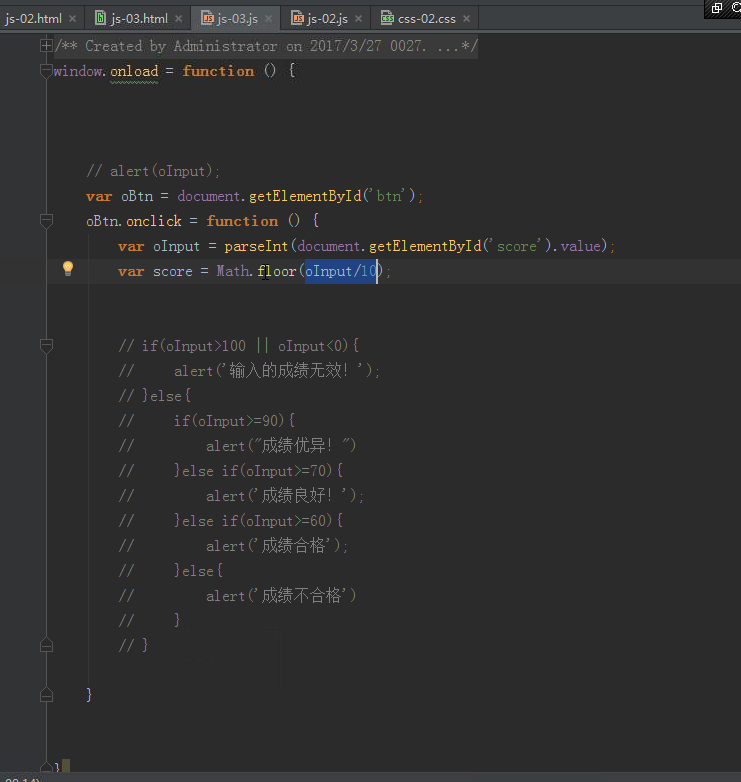 js-02.html js-03.html js-03.js js-02.js css-02.css
/** Created by Administrator on 2017/3/27 0027. ...*/
window.onload = function () {
// alert(oInput);
var oBtn = document.getElementById('btn');
oBtn.onclick = function () {
var oInput = parseInt(document.getElementById('score').value);
var score = Math.floor(oInput/10);
// if(oInput>100 || oInput<0){
// alert('输入的成绩无效！');
// }else{
// if(oInput>=90){
// alert("成绩优异！")
// }else if(oInput>=70){
// alert('成绩良好！');
// }else if(oInput>=60){
// alert('成绩合格');
// }else{
// alert('成绩不合格')
// }
// }
}
}